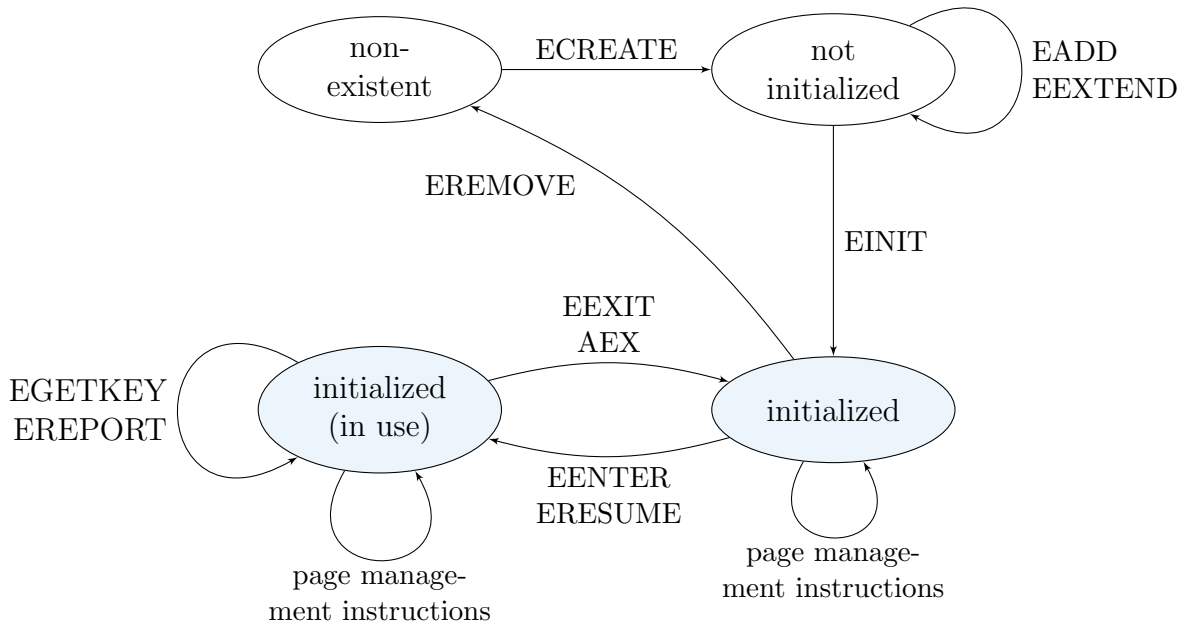 non-
existent
ECREATE
not
initialized
EADD
EEXTEND
EREMOVE
EINIT
EEXIT
AEX
EGETKEY
EREPORT
initialized
(in use)
initialized
EENTER
ERESUME
page manage-
ment instructions
page manage-
ment instructions